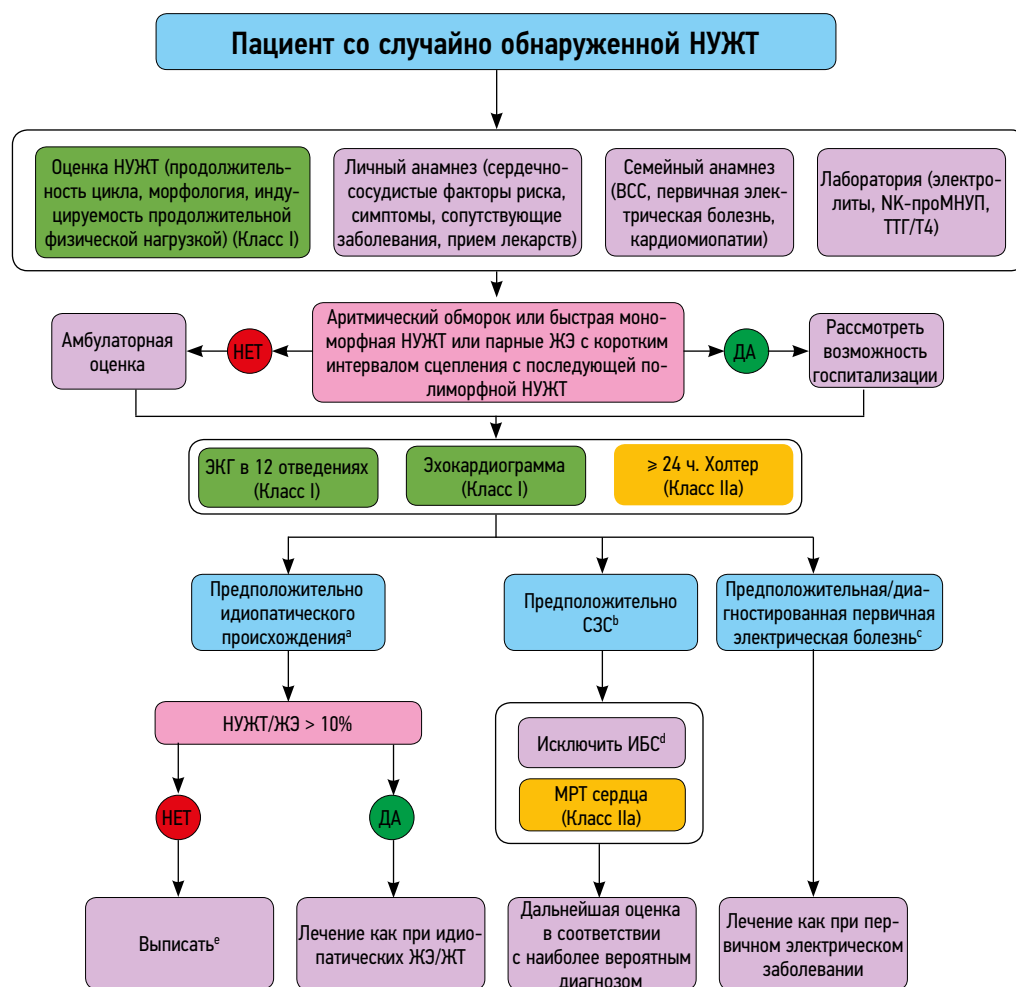 Пациент со случайно обнаруженной НУЖТ
Оценка НУЖТ (продолжитель-
ность цикла, морфология, инду-
цируемость продолжительной
физической нагрузкой) (Класс I)
Личный анамнез (сердечно-
сосудистые факторы риска,
симптомы, сопутствующие
заболевания, прием лекарств)
Семейный анамнез
(ВСС, первичная элек-
трическая болезнь,
кардиомиопатии)
Лаборатория (электро-
литы, NK-проМНУП,
ТТГ/Т4)
Амбулаторная
оценка
НЕТ
Аритмический обморок или быстрая моно-
морфная НУЖТ или парные ЖЭ с коротким
интервалом сцепления с последующей по-
лиморфной НУЖТ
ДА
Рассмотреть
возможность
госпитализации
ЭКГ в 12 отведениях
(Класс I)
Эхокардиограмма
(Класс I)
≥ 24 ч. Холтер
(Класс IIa)
Предположительно
идиопатического
происхожденияᵃ
Предположительно
СЗСᵇ
Предположительная/диа-
гностированная первичная
электрическая болезньᶜ
НУЖТ/ЖЭ > 10%
НЕТ
ДА
Исключить ИБСᵈ
МРТ сердца
(Класс IIa)
Выписатьᵉ
Лечение как при идио-
патических ЖЭ/ЖТ
Дальнейшая оценка
в соответствии
с наиболее вероятным
диагнозом
Лечение как при пер-
вичном электрическом
заболевании